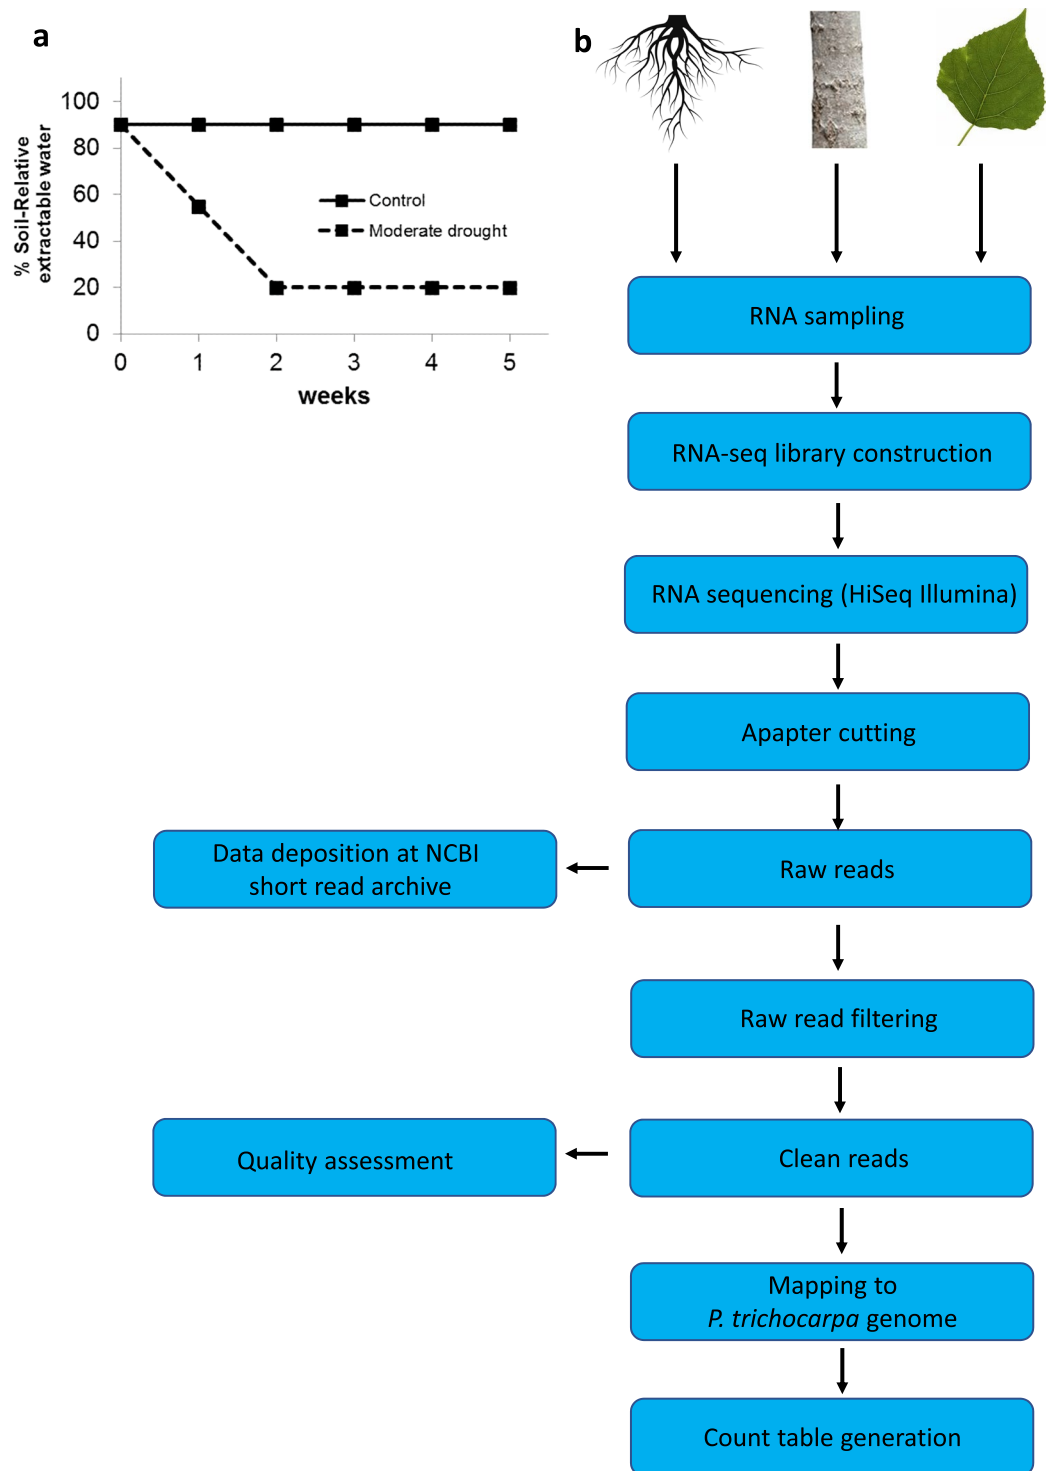 a
% Soil-Relative
extractable water
100
80
60
40
20
0
Control
Moderate drought
0 1 2 3 4 5
weeks
b
RNA sampling
RNA-seq library construction
RNA sequencing (HiSeq Illumina)
Apapter cutting
Raw reads
Data deposition at NCBI
short read archive
Raw read filtering
Clean reads
Quality assessment
Mapping to
P. trichocarpa genome
Count table generation